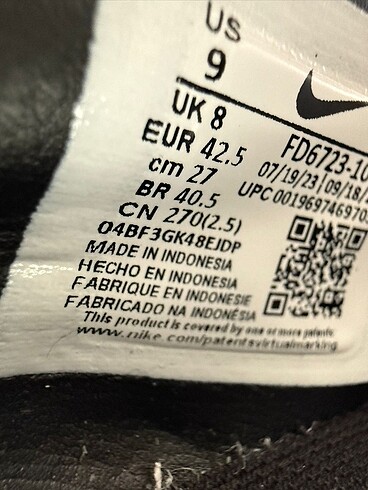 US
9
UK 8
EUR 42.5
cm 27
BR 40.5
CN 270(2.5)
04BF3GK48EJDP
MADE IN INDONESIA
HECHO EN INDONESIA
FABRIQUE EN INDONESIE
FABRICADO NA INDONÉSIA
This product is covered by one or more patents.
www.nike.com/patentsvirtualmarking
FD6723-10
07/19/23 | 09/18/2
UPC 001969746970